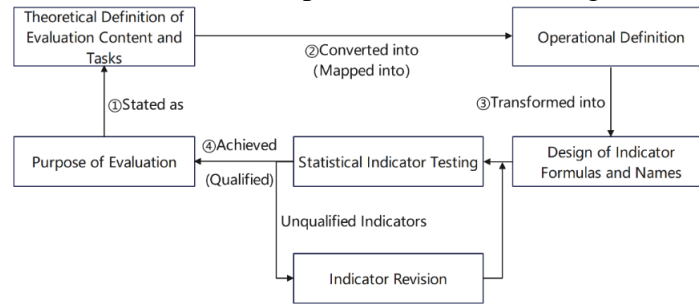 Theoretical Definition of
Evaluation Content and
Tasks
②Converted into
(Mapped into)
Operational Definition
①Stated as
③Transformed into
Purpose of Evaluation
④Achieved
(Qualified)
Statistical Indicator Testing
Design of Indicator
Formulas and Names
Unqualified Indicators
Indicator Revision